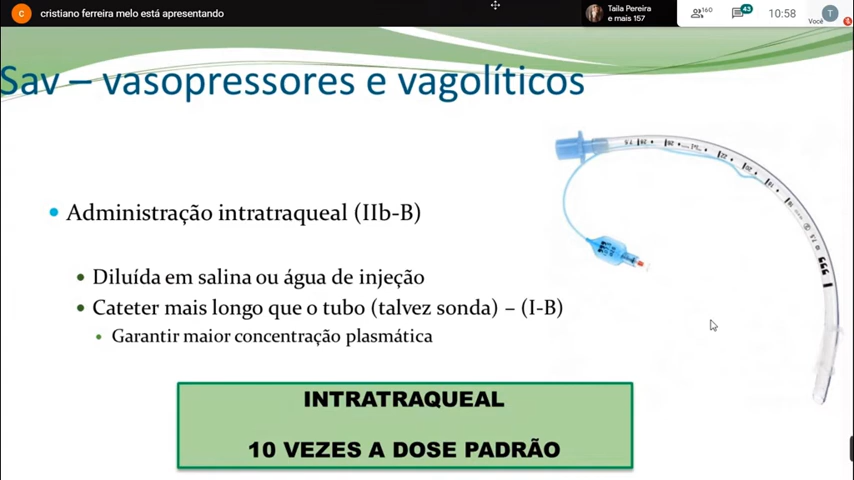 C cristiano ferreira melo está apresentando
Taila Pereira
e mais 157
160
43
10:58
Você
T
Sav – vasopressores e vagolíticos
Administração intratraqueal (IIb-B)
Diluída em salina ou água de injeção
Cateter mais longo que o tubo (talvez sonda) – (I-B)
Garantir maior concentração plasmática
INTRATRAQUEAL
10 VEZES A DOSE PADRÃO